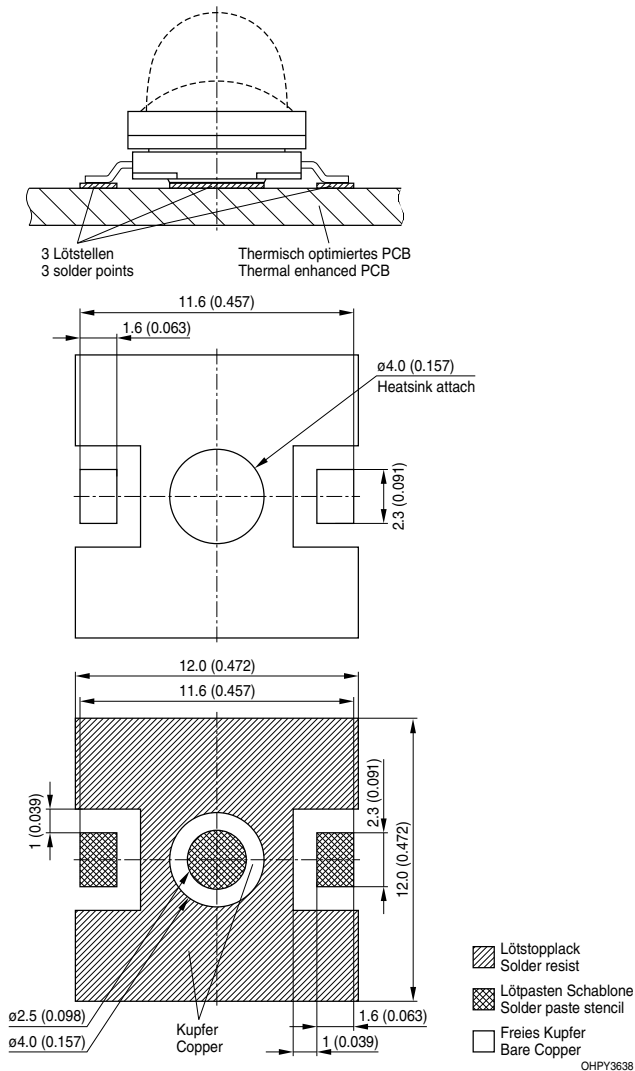 3 Lötstellen
3 solder points
Thermisch optimiertes PCB
Thermal enhanced PCB
11.6 (0.457)
1.6 (0.063)
ø4.0 (0.157)
Heatsink attach
2.3 (0.091)
12.0 (0.472)
11.6 (0.457)
1 (0.039)
2.3 (0.091)
12.0 (0.472)
ø2.5 (0.098)
ø4.0 (0.157)
Kupfer
Copper
1.6 (0.063)
1 (0.039)
Lötstopplack
Solder resist
Lötpasten Schablone
Solder paste stencil
Freies Kupfer
Bare Copper
OHPY3638